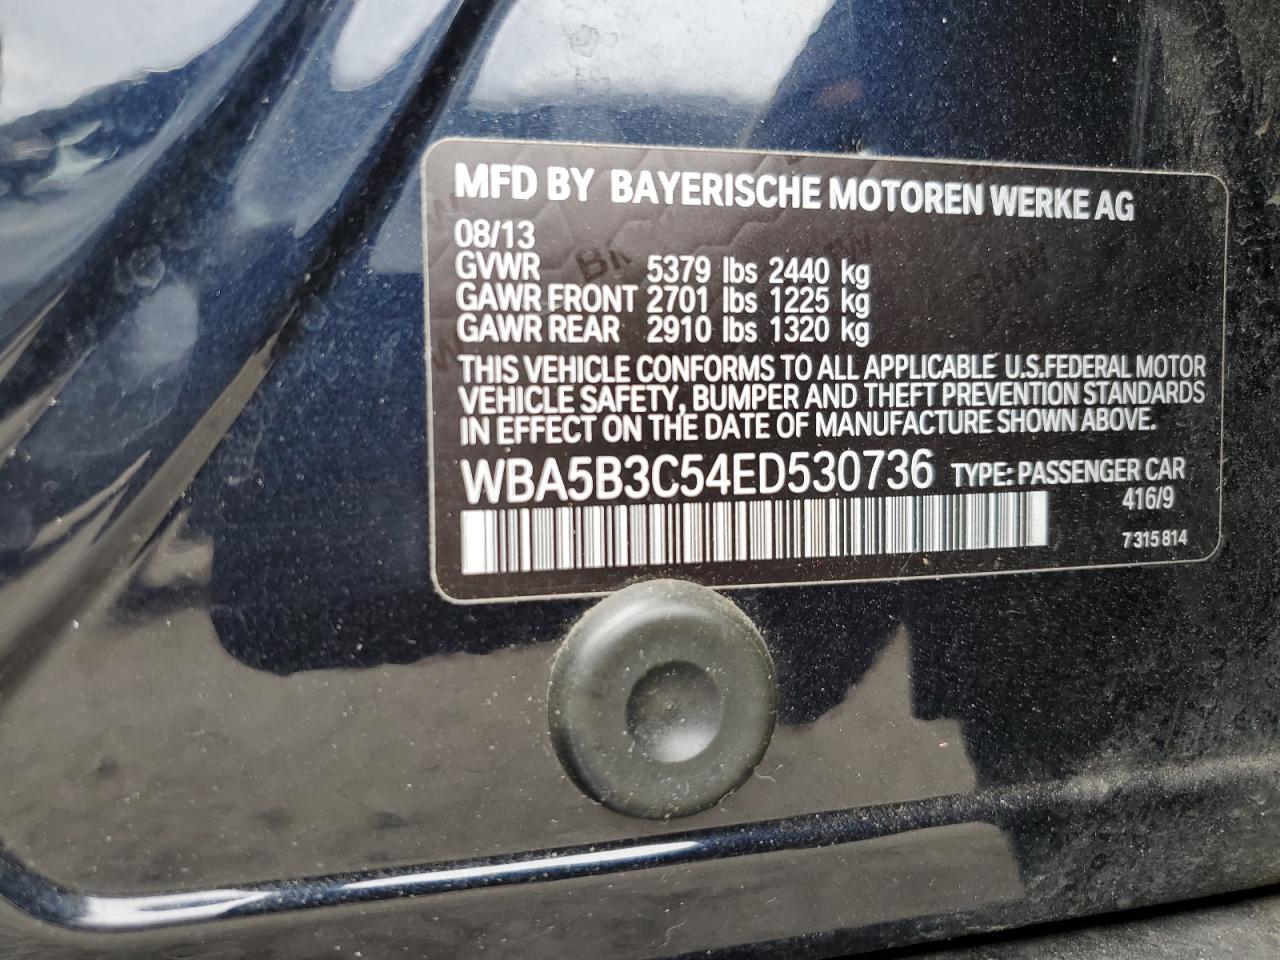 MFD BY BAYERISCHE MOTOREN WERKE AG
08/13
GVWR 5379 lbs 2440 kg
GAWR FRONT 2701 lbs 1225 kg
GAWR REAR 2910 lbs 1320 kg
THIS VEHICLE CONFORMS TO ALL APPLICABLE U.S.FEDERAL MOTOR
VEHICLE SAFETY, BUMPER AND THEFT PREVENTION STANDARDS
IN EFFECT ON THE DATE OF MANUFACTURE SHOWN ABOVE.
WBA5B3C54ED530736 TYPE: PASSENGER CAR
416/9
7 315 814